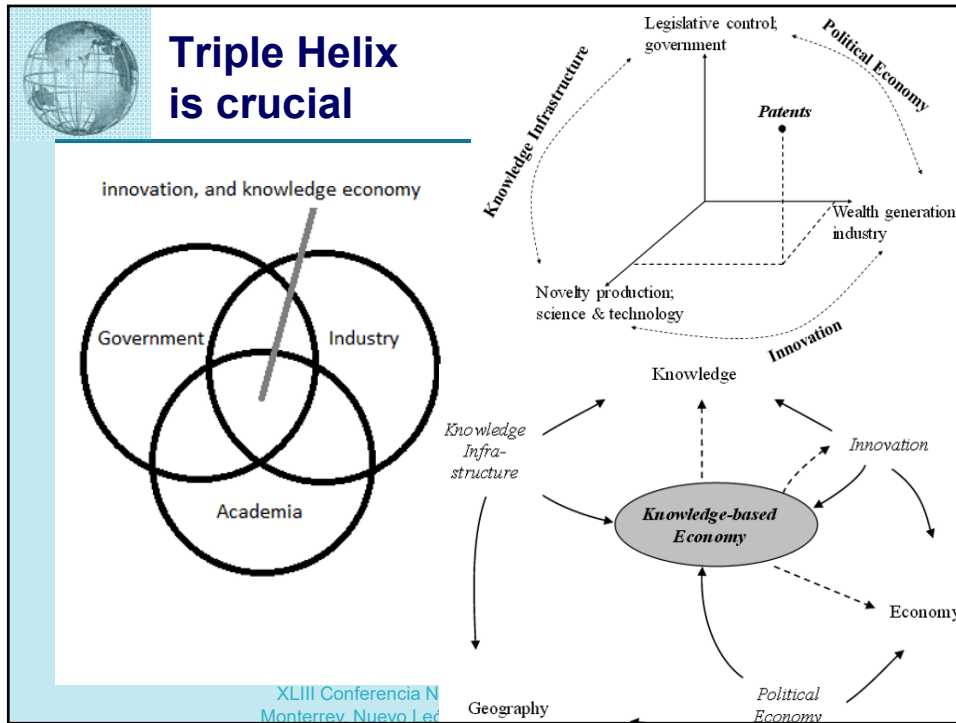 Triple Helix
is crucial
innovation, and knowledge economy
Government
Industry
Academia
Legislative control;
government
Political Economy
Knowledge Infrastructure
Patents
Wealth generation
industry
Novelty production;
science & technology
Innovation
Knowledge
Knowledge
Infra-
structure
Innovation
Knowledge-based
Economy
Economy
Political
Economy
Geography
XLIII Conferencia N
Monterrey, Nuevo Leó